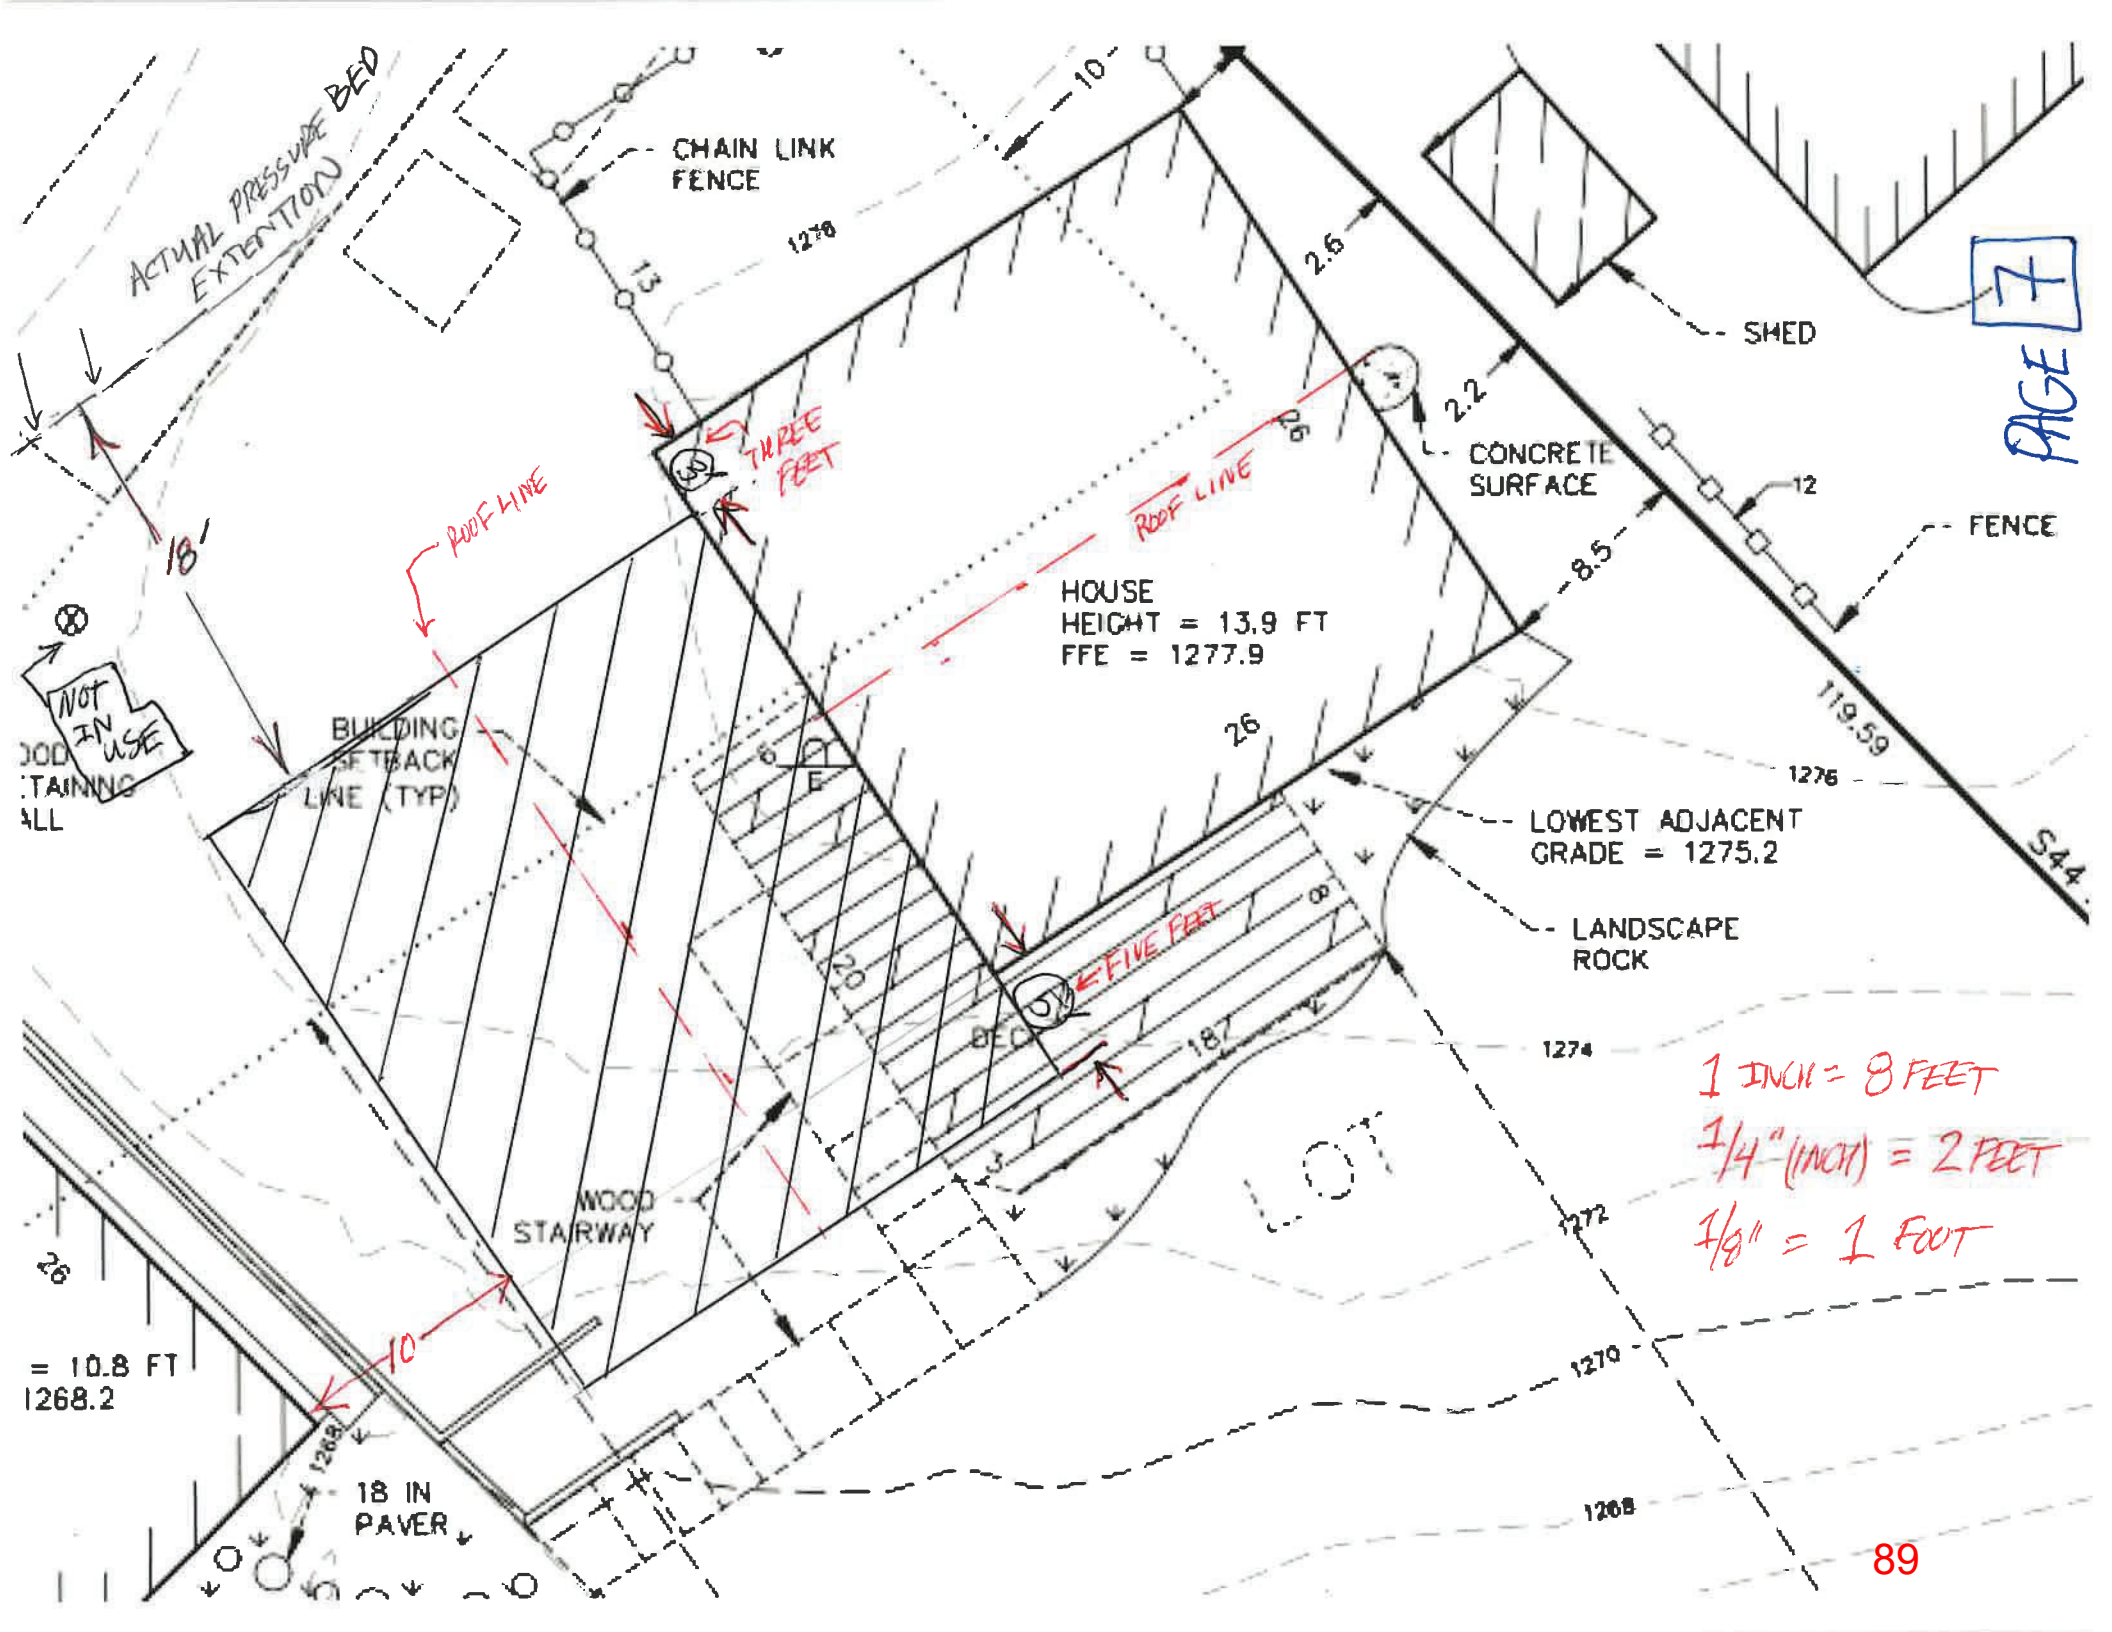 ACTUAL PRESSURE BED
EXTENTION
CHAIN LINK
FENCE
10
1276
13
2.6
SHED
PAGE 7
2.2
THREE
FEET
3
ROOF LINE
26
ROOF LINE
CONCRETE
SURFACE
12
FENCE
18'
8.5
HOUSE
HEIGHT = 13.9 FT
FFE = 1277.9
NOT
IN
USE
TAINING
ALL
BUILDING
SETBACK
LINE (TYP)
6
E
26
119.59
1276
LOWEST ADJACENT
GRADE = 1275.2
S44
8
LANDSCAPE
ROCK
20
FIVE FEET
5
DEC
187
1274
1 INCH = 8 FEET
1/4" (INCH) = 2 FEET
1/8" = 1 FOOT
LOT
3
WOOD
STAIRWAY
1272
26
10
= 10.8 FT
1268.2
1270
1268
18 IN
PAVER
1268
89